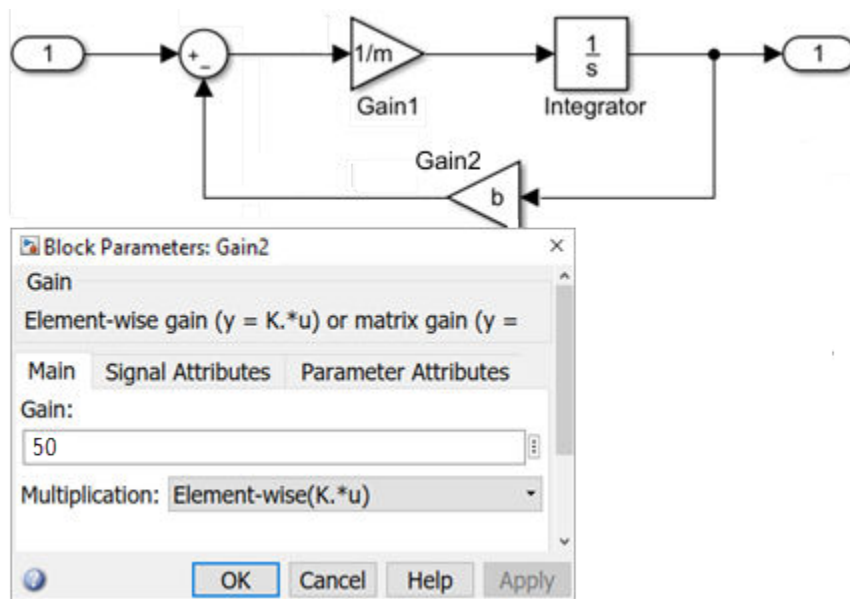 1
+
−
1/m
Gain1
1
s
Integrator
1
Gain2
b
Block Parameters: Gain2
Gain
Element-wise gain (y = K.*u) or matrix gain (y =
Main Signal Attributes Parameter Attributes
Gain:
50
Multiplication: Element-wise(K.*u)
OK Cancel Help Apply